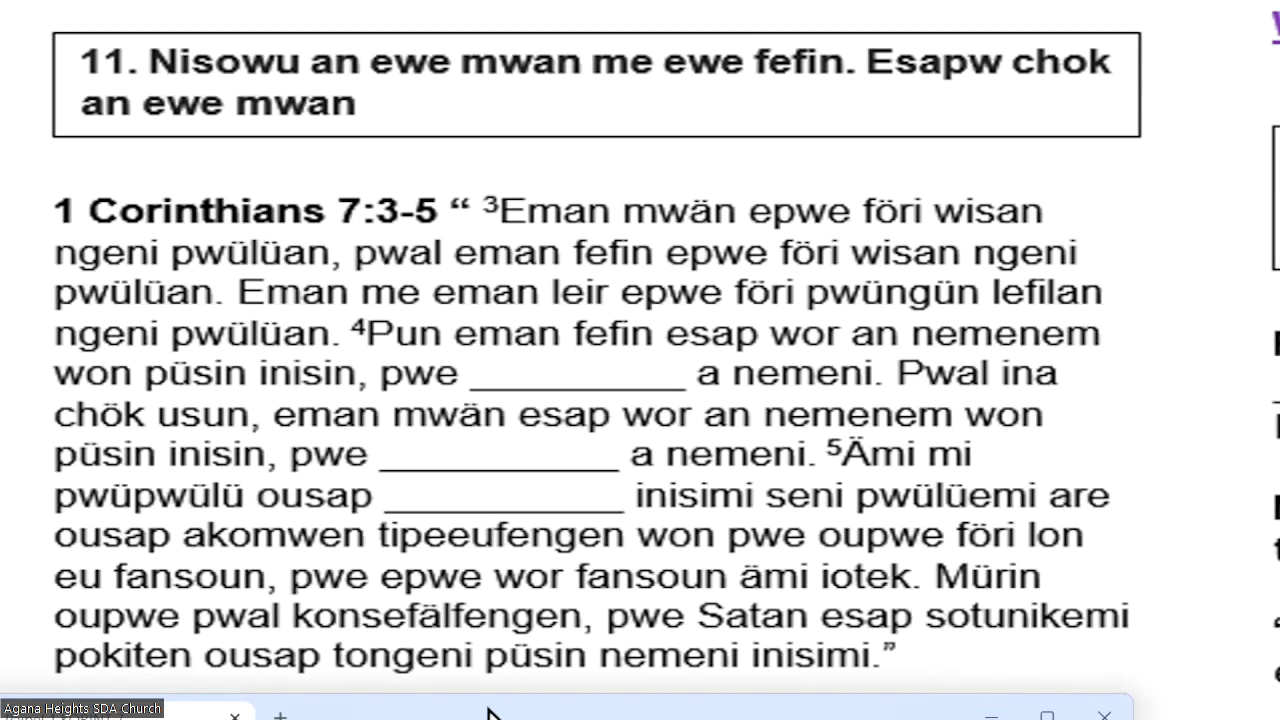 11. Nisowu an ewe mwan me ewe fefin. Esapw chok
an ewe mwan
1 Corinthians 7:3-5 “ ³Eman mwän epwe föri wisan
ngeni pwülüan, pwal eman fefin epwe föri wisan ngeni
pwülüan. Eman me eman leir epwe föri pwüngün lefilan
ngeni pwülüan. ⁴Pun eman fefin esap wor an nemenem
won püsin inisin, pwe ___________ a nemeni. Pwal ina
chök usun, eman mwän esap wor an nemenem won
püsin inisin, pwe ____________ a nemeni. ⁵Ämi mi
pwüpwülü ousap ____________ inisimi seni pwülüemi are
ousap akomwen tipeeufengen won pwe oupwe föri lon
eu fansoun, pwe epwe wor fansoun ämi iotek. Mürin
oupwe pwal konsefälfengen, pwe Satan esap sotunikemi
pokiten ousap tongeni püsin nemeni inisimi.”
Agana Heights SDA Church